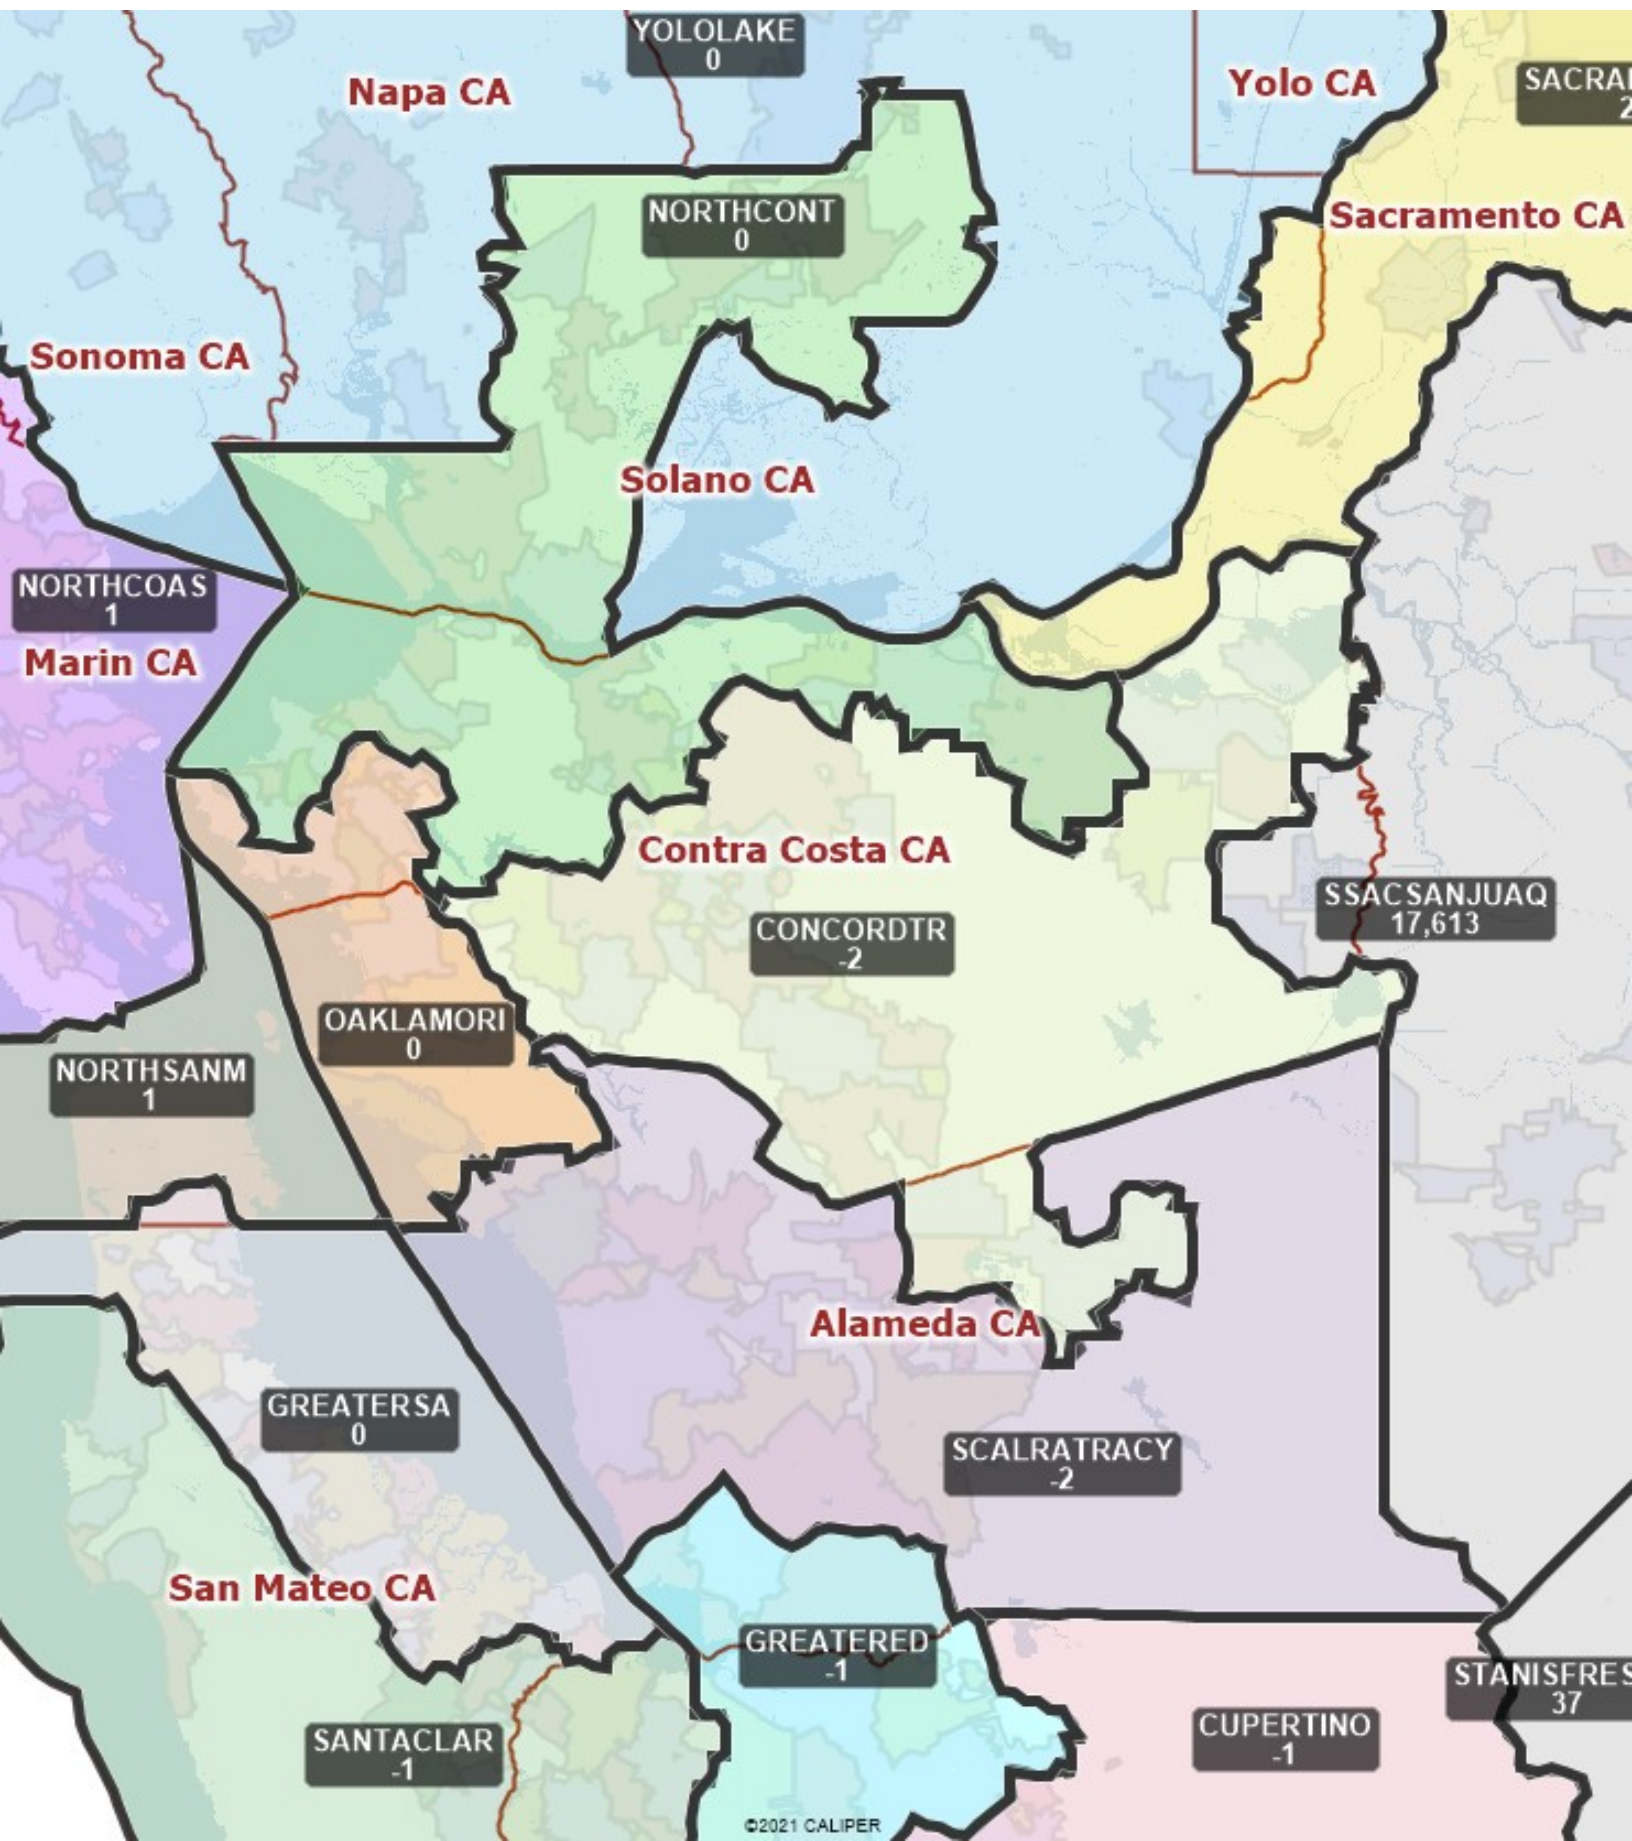 YOLOLAKE
0
Napa CA
Yolo CA
SACRA
2
NORTHCONT
0
Sacramento CA
Sonoma CA
Solano CA
NORTHCOAS
1
Marin CA
Contra Costa CA
SSACSANJUAQ
17,613
CONCORDTR
-2
OAKLAMORI
0
NORTHSANM
1
Alameda CA
GREATERSA
0
SCALRATRACY
-2
San Mateo CA
GREATERED
-1
STANISFRES
37
SANTACLAR
-1
CUPERTINO
-1
©2021 CALIPER